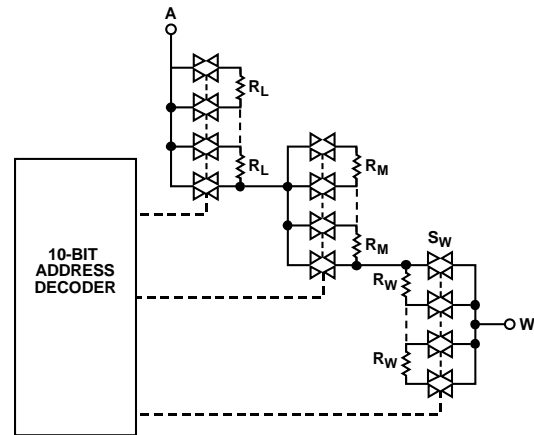 A
R_L
R_L
R_M
R_M
S_W
R_W
R_W
W
10-BIT
ADDRESS
DECODER